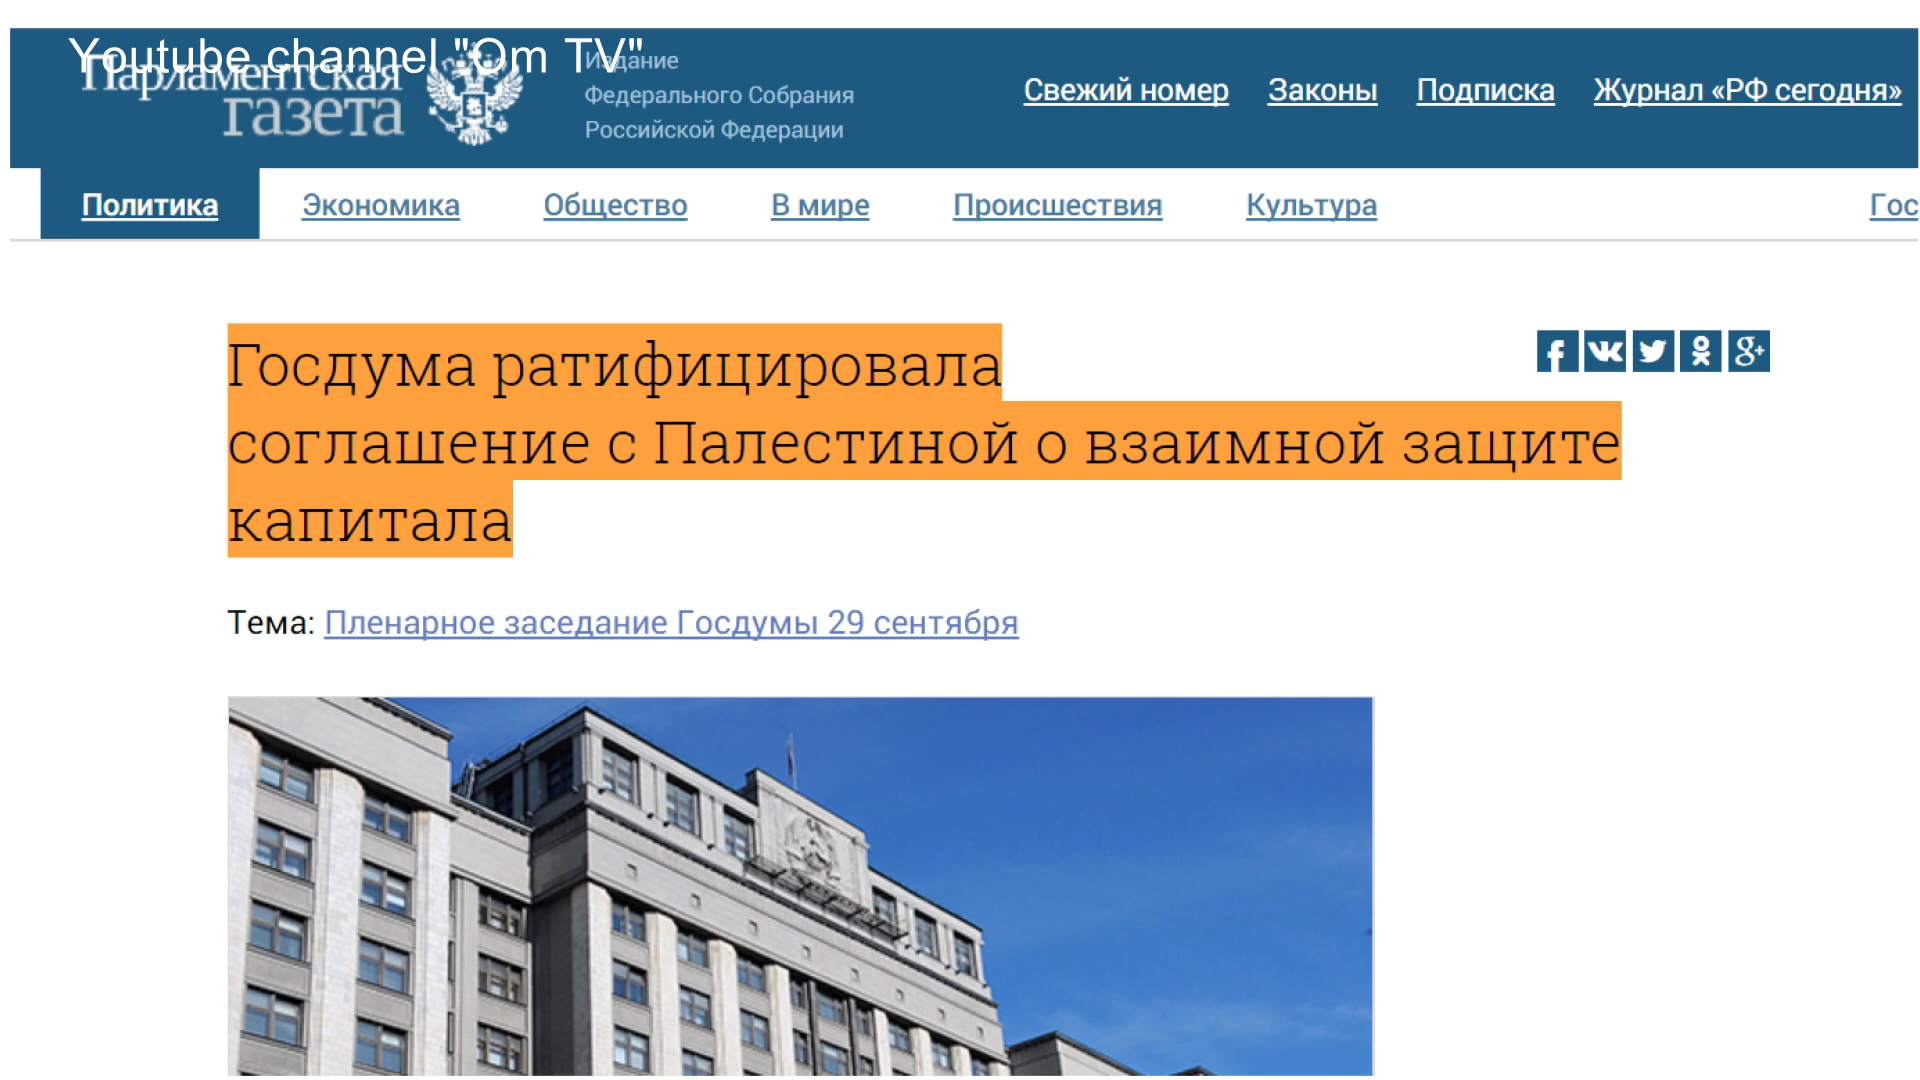 Youtube channel "Om TV"
Парламентская
газета
Издание
Федерального Собрания
Российской Федерации
Свежий номер Законы Подписка Журнал «РФ сегодня»
Политика Экономика Общество В мире Происшествия Культура Гос
Госдума ратифицировала
соглашение с Палестиной о взаимной защите
капитала
Тема: Пленарное заседание Госдумы 29 сентября